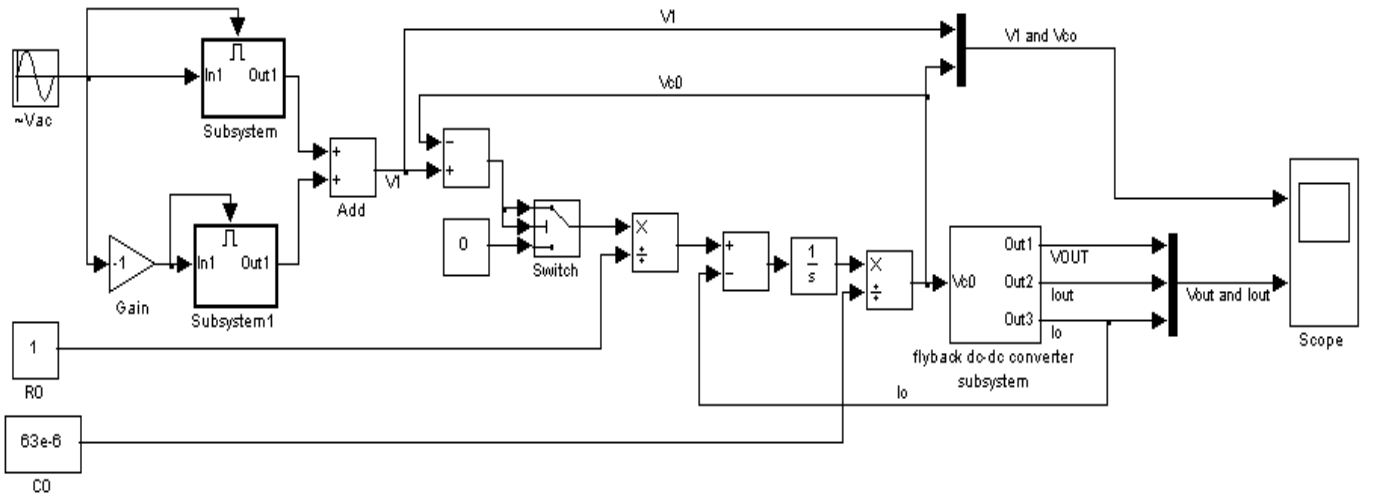 V1
V1 and Vco
In1 Out1
~Vac
Subsystem
Vc0
+
+
Add
V1
−
+
0
Switch
×
÷
+
−
1
s
×
÷
-1
Gain
In1 Out1
Subsystem1
Vc0
Out1
VOUT
Out2
Iout
Out3
Io
flyback dc-dc converter
subsystem
Vout and Iout
Scope
1
R0
Io
63e-6
C0